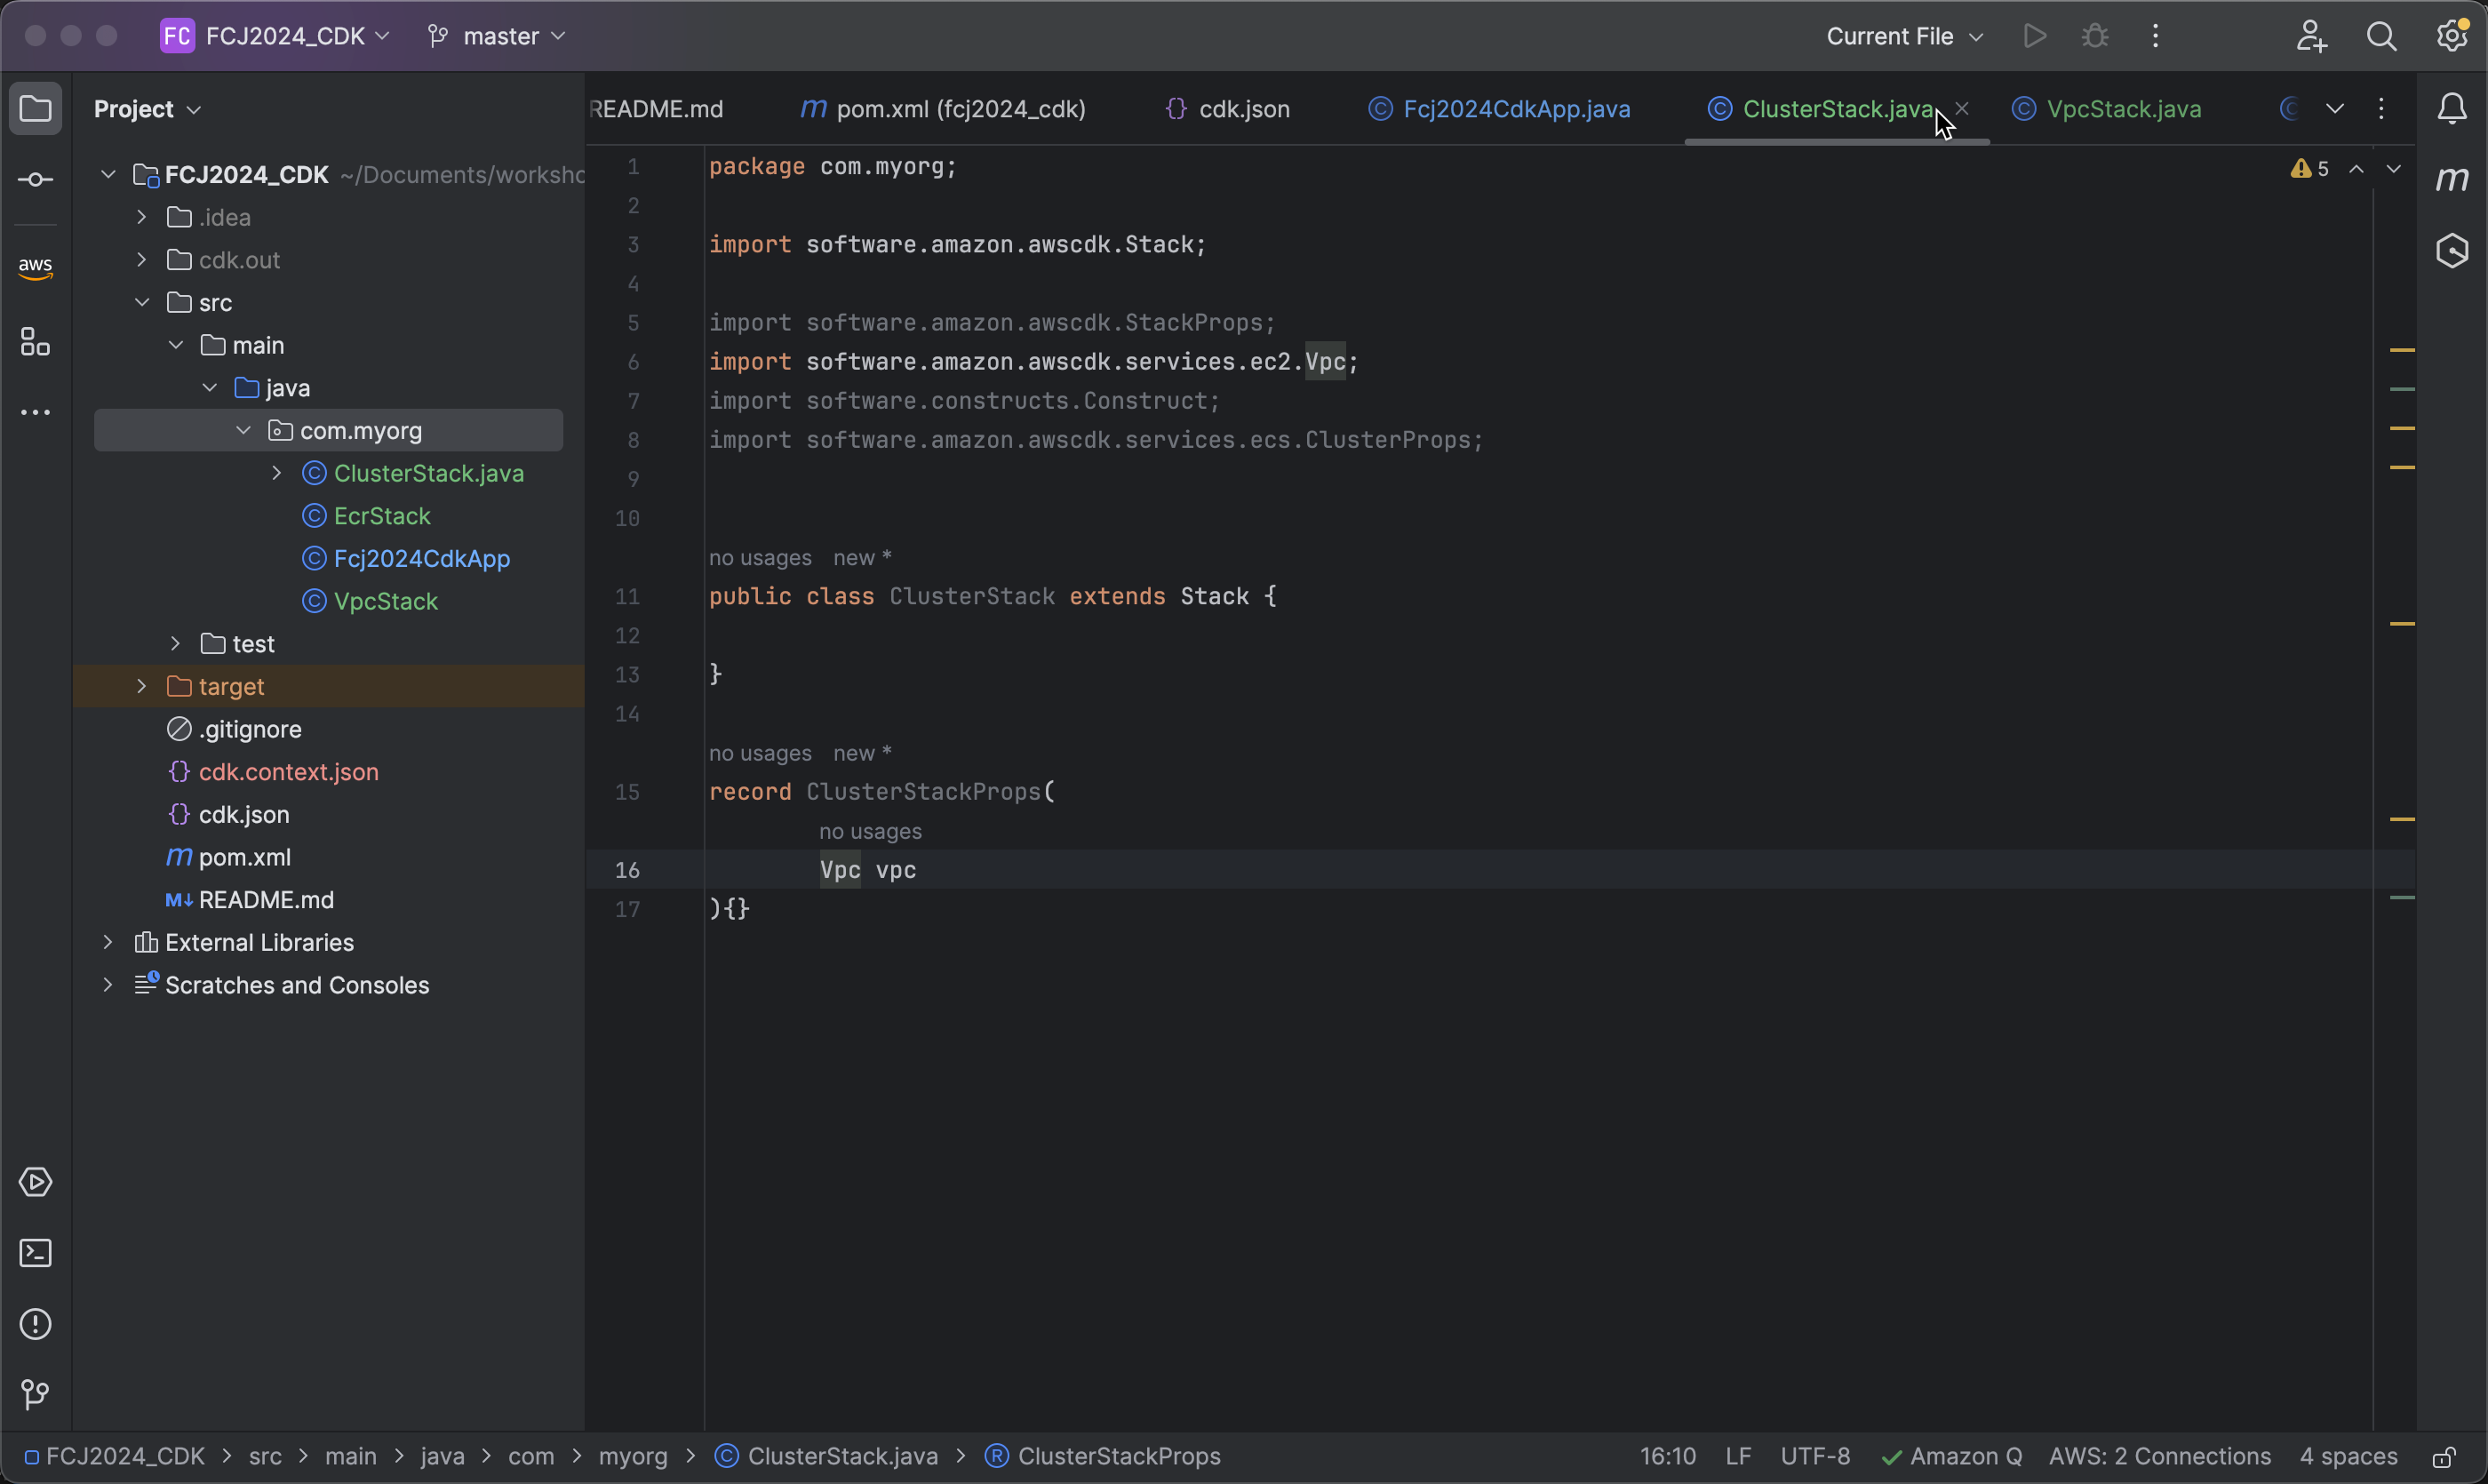 FC FCJ2024_CDK master Current File
Project
README.md m pom.xml (fcj2024_cdk) {} cdk.json C Fcj2024CdkApp.java C ClusterStack.java C VpcStack.java C
FCJ2024_CDK ~/Documents/worksho
.idea
cdk.out
aws
src
main
java
com.myorg
C ClusterStack.java
C EcrStack
C Fcj2024CdkApp
C VpcStack
test
target
.gitignore
{} cdk.context.json
{} cdk.json
m pom.xml
M↓ README.md
External Libraries
Scratches and Consoles
5
m
1 package com.myorg;
2
3 import software.amazon.awscdk.Stack;
4
5 import software.amazon.awscdk.StackProps;
6 import software.amazon.awscdk.services.ec2.Vpc;
7 import software.constructs.Construct;
8 import software.amazon.awscdk.services.ecs.ClusterProps;
9
10
no usages new *
11 public class ClusterStack extends Stack {
12
13 }
14
no usages new *
15 record ClusterStackProps(
no usages
16 Vpc vpc
17 ){}
FCJ2024_CDK > src > main > java > com > myorg > C ClusterStack.java > R ClusterStackProps 16:10 LF UTF-8 Amazon Q AWS: 2 Connections 4 spaces